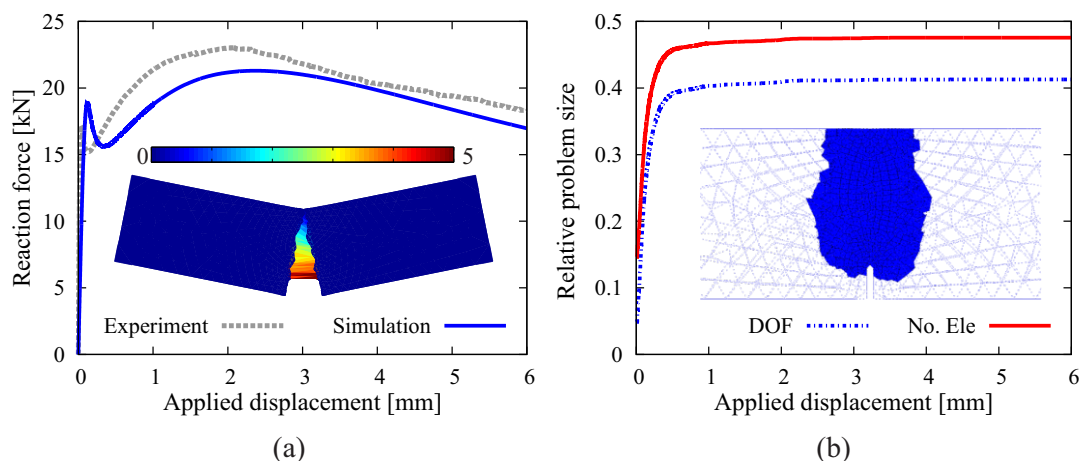 25
20
15
10
5
0
Reaction force [kN]
0 5
Experiment Simulation
0 1 2 3 4 5 6
Applied displacement [mm]
(a)
0.5
0.4
0.3
0.2
0.1
0
Relative problem size
DOF No. Ele
0 1 2 3 4 5 6
Applied displacement [mm]
(b)